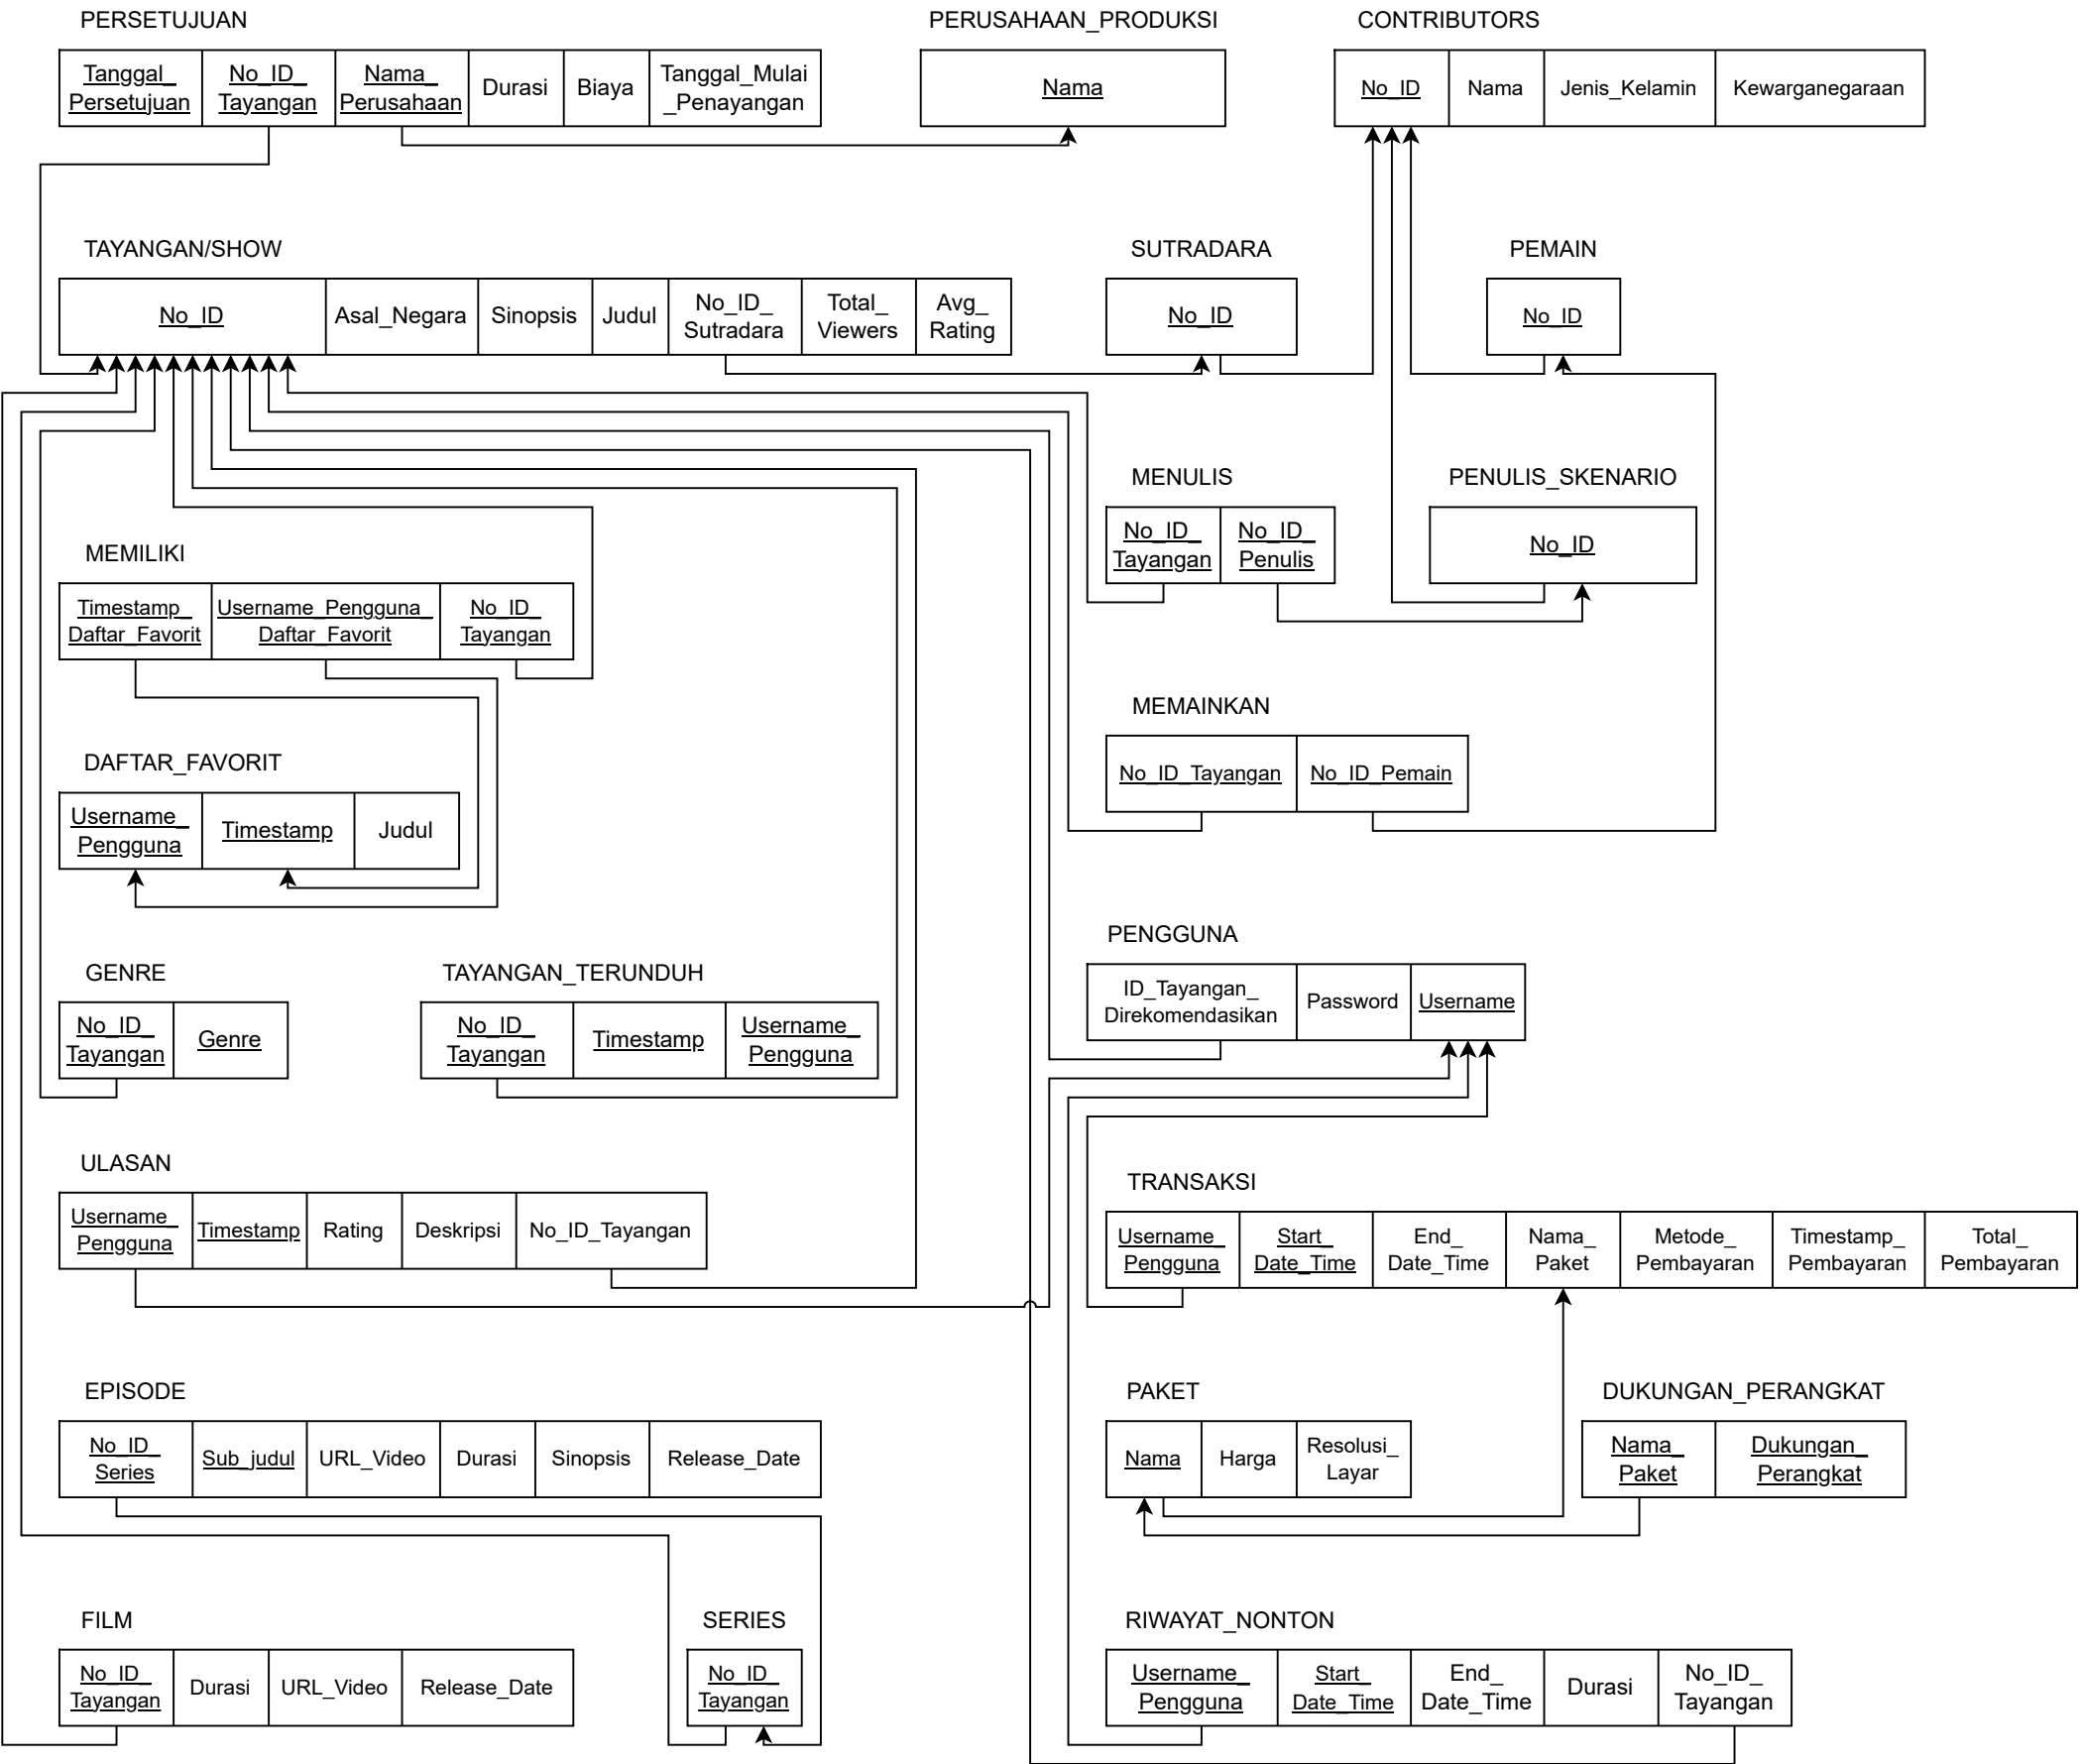 PERSETUJUAN
Tanggal_
Persetujuan
No_ID_
Tayangan
Nama_
Perusahaan
Durasi
Biaya
Tanggal_Mulai
_Penayangan
PERUSAHAAN_PRODUKSI
Nama
CONTRIBUTORS
No_ID
Nama
Jenis_Kelamin
Kewarganegaraan
TAYANGAN/SHOW
No_ID
Asal_Negara
Sinopsis
Judul
No_ID_
Sutradara
Total_
Viewers
Avg_
Rating
SUTRADARA
No_ID
PEMAIN
No_ID
MENULIS
No_ID_
Tayangan
No_ID_
Penulis
PENULIS_SKENARIO
No_ID
MEMILIKI
Timestamp_
Daftar_Favorit
Username_Pengguna_
Daftar_Favorit
No_ID_
Tayangan
MEMAINKAN
No_ID_Tayangan
No_ID_Pemain
DAFTAR_FAVORIT
Username_
Pengguna
Timestamp
Judul
PENGGUNA
ID_Tayangan_
Direkomendasikan
Password
Username
GENRE
No_ID_
Tayangan
Genre
TAYANGAN_TERUNDUH
No_ID_
Tayangan
Timestamp
Username_
Pengguna
ULASAN
Username_
Pengguna
Timestamp
Rating
Deskripsi
No_ID_Tayangan
TRANSAKSI
Username_
Pengguna
Start_
Date_Time
End_
Date_Time
Nama_
Paket
Metode_
Pembayaran
Timestamp_
Pembayaran
Total_
Pembayaran
EPISODE
No_ID_
Series
Sub_judul
URL_Video
Durasi
Sinopsis
Release_Date
PAKET
Nama
Harga
Resolusi_
Layar
DUKUNGAN_PERANGKAT
Nama_
Paket
Dukungan_
Perangkat
FILM
No_ID_
Tayangan
Durasi
URL_Video
Release_Date
SERIES
No_ID_
Tayangan
RIWAYAT_NONTON
Username_
Pengguna
Start_
Date_Time
End_
Date_Time
Durasi
No_ID_
Tayangan